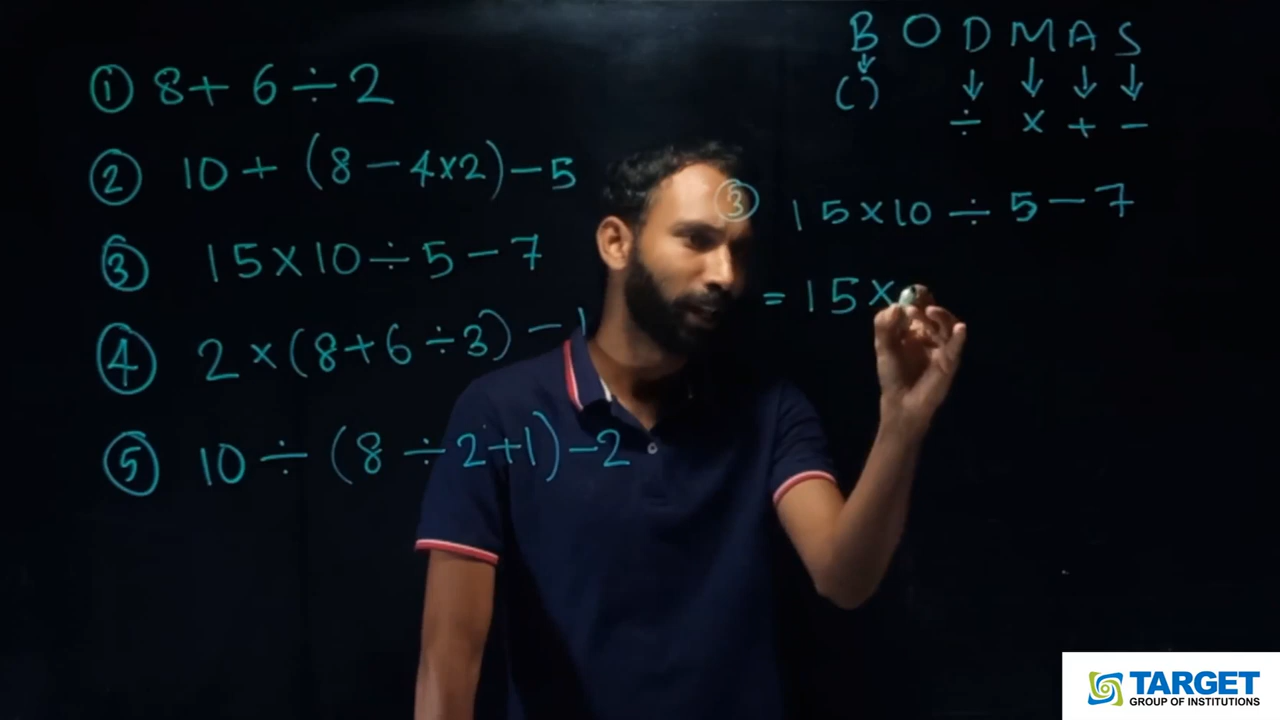 ① 8 + 6 ÷ 2
② 10 + (8 - 4×2) - 5
③ 15×10 ÷ 5 - 7
④ 2 × (8 + 6 ÷ 3) - 1
⑤ 10 ÷ (8 ÷ 2 + 1) - 2
B O D M A S
↓ ↓ ↓ ↓ ↓
( ) ÷ × + -
③ 15×10 ÷ 5 - 7
= 15×
TARGET
GROUP OF INSTITUTIONS